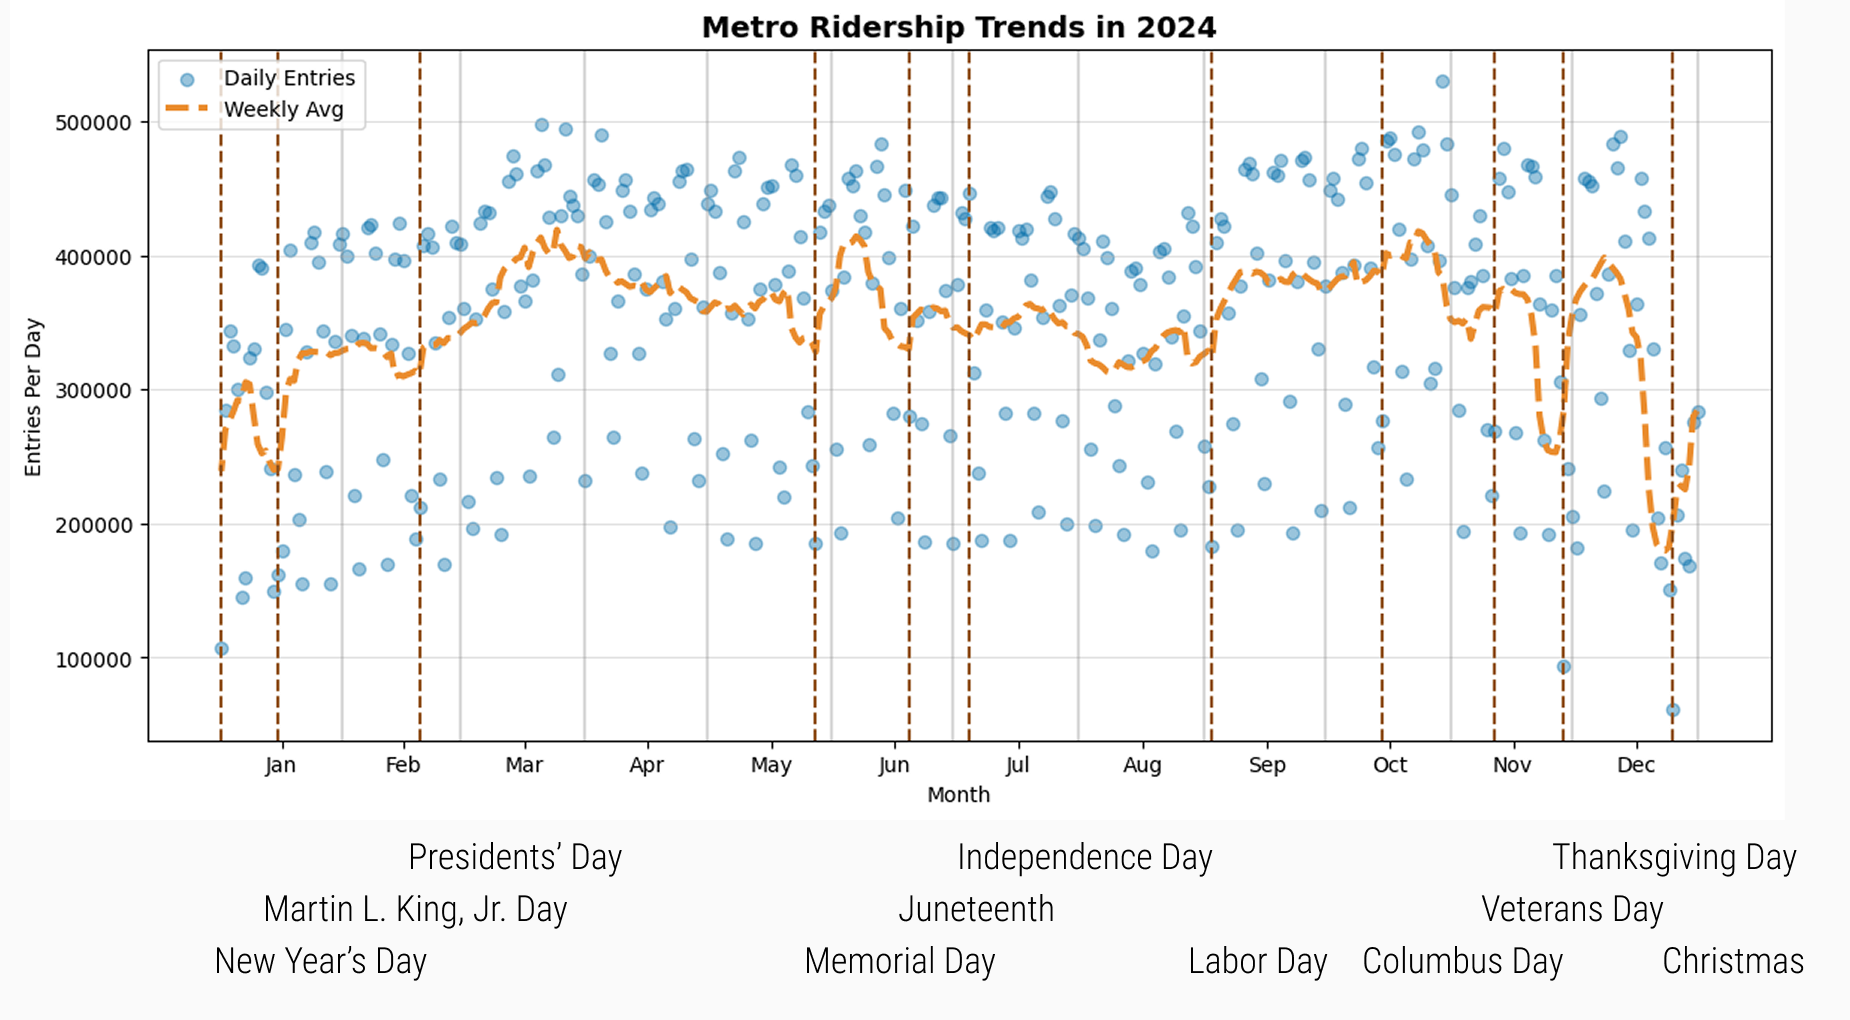 Metro Ridership Trends in 2024
Daily Entries
Weekly Avg
500000
400000
300000
200000
100000
Entries Per Day
Jan Feb Mar Apr May Jun Jul Aug Sep Oct Nov Dec
Month
Presidents’ Day Independence Day Thanksgiving Day
Martin L. King, Jr. Day Juneteenth Veterans Day
New Year’s Day Memorial Day Labor Day Columbus Day Christmas